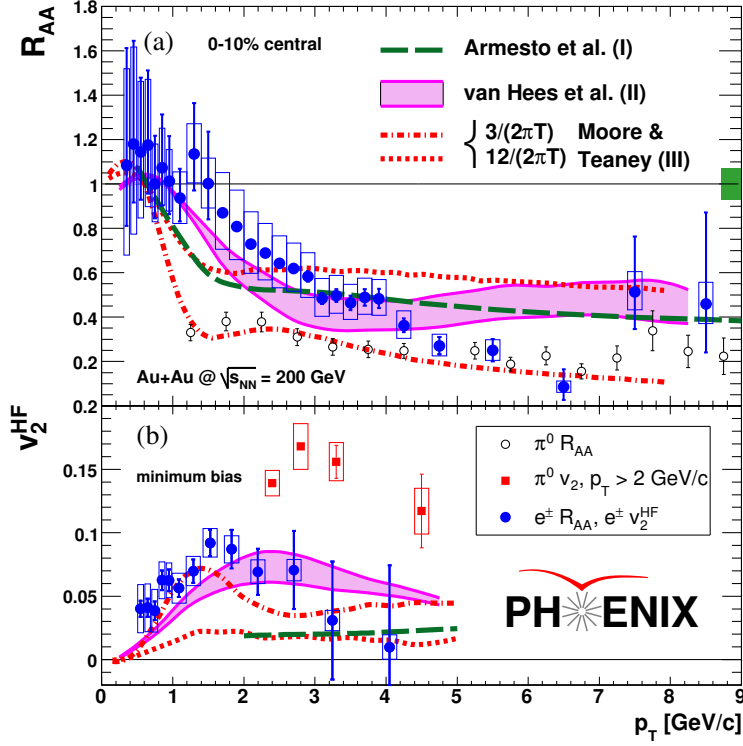 R_AA
1.8
1.6
1.4
1.2
1
0.8
0.6
0.4
0.2
0
(a)
0-10% central
Armesto et al. (I)
van Hees et al. (II)
3/(2πT) Moore &
12/(2πT) Teaney (III)
Au+Au @ √s_NN = 200 GeV
v_2^HF
0.2
0.15
0.1
0.05
0
(b)
minimum bias
π⁰ R_AA
π⁰ v_2, p_T > 2 GeV/c
e± R_AA, e± v_2^HF
PHENIX
0 1 2 3 4 5 6 7 8 9
p_T [GeV/c]